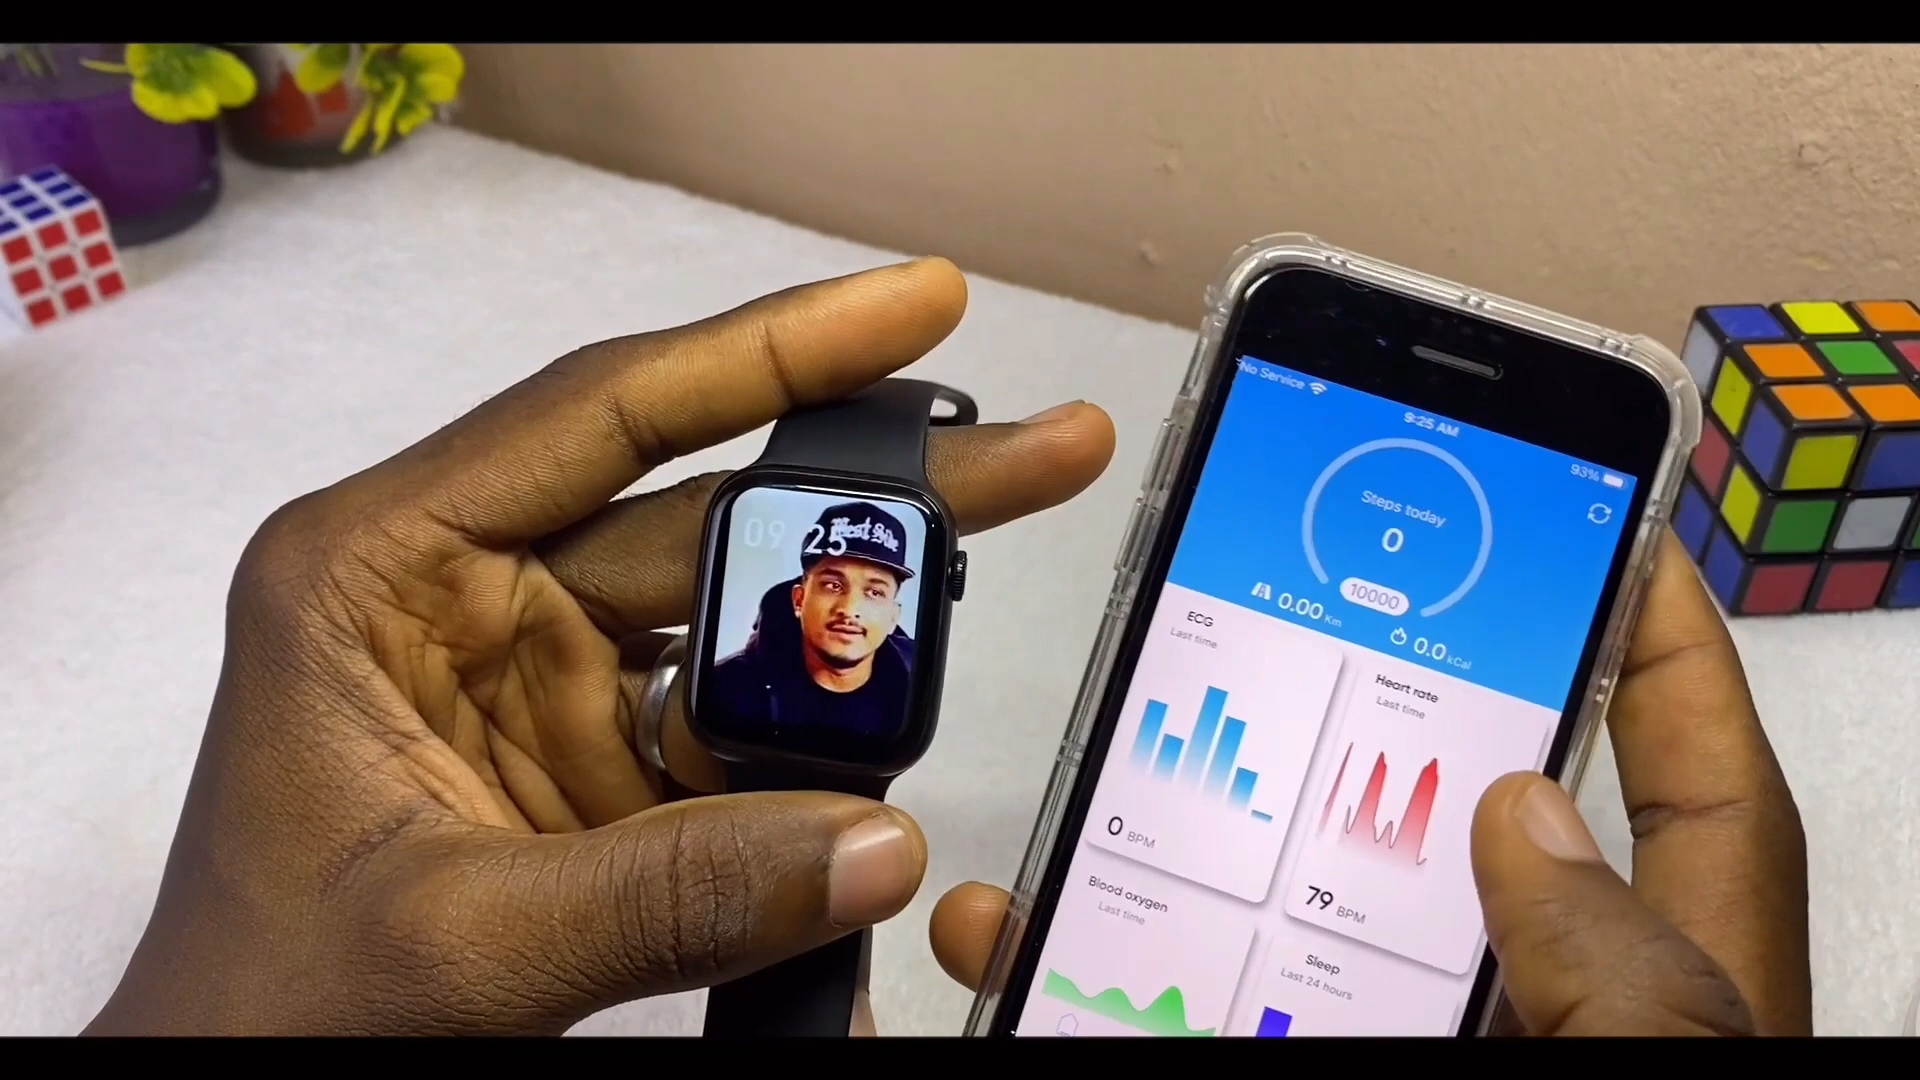 09 25
West Side
No Service
9:25 AM
93%
Steps today
0
10000
0.00 Km
0.0 kCal
ECG
Last time
0 BPM
Heart rate
Last time
79 BPM
Blood oxygen
Last time
Sleep
Last 24 hours